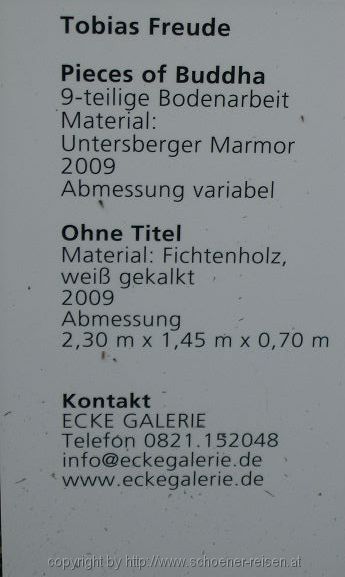 Tobias Freude
Pieces of Buddha
9-teilige Bodenarbeit
Material:
Untersberger Marmor
2009
Abmessung variabel
Ohne Titel
Material: Fichtenholz,
weiß gekalkt
2009
Abmessung
2,30 m x 1,45 m x 0,70 m
Kontakt
ECKE GALERIE
Telefon 0821.152048
info@eckegalerie.de
www.eckegalerie.de
copyright by http://www.schoener-reisen.at